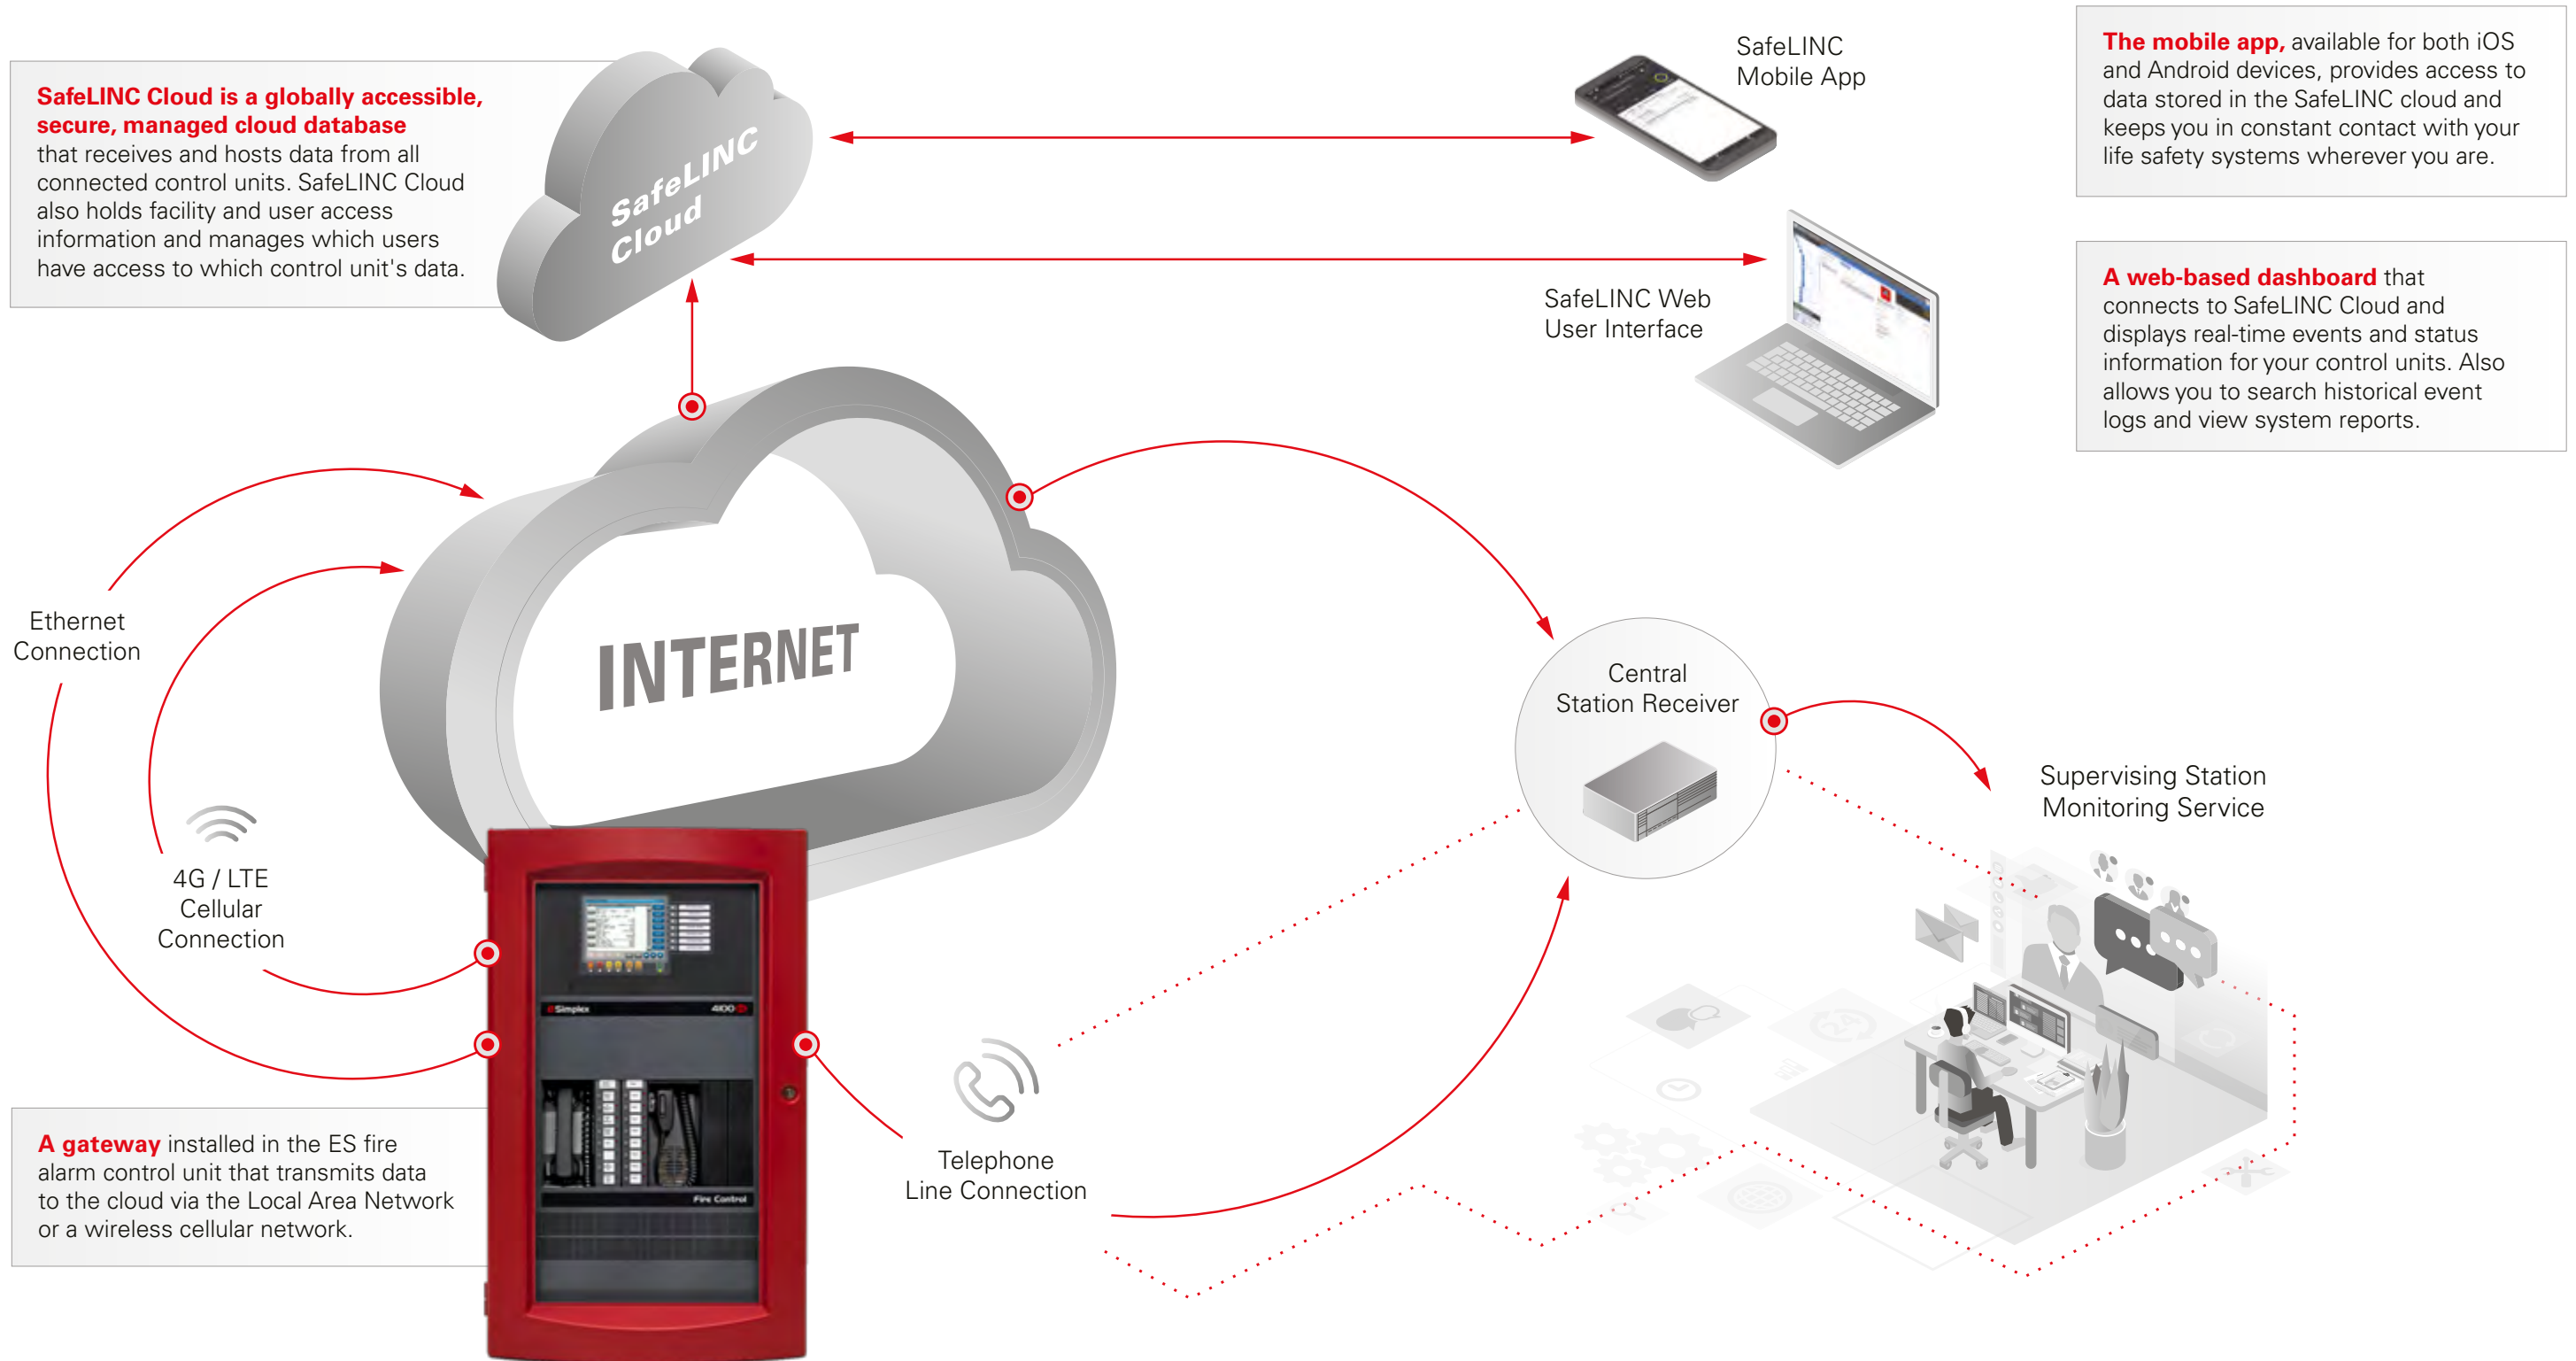 SafeLINC Cloud is a globally accessible,
secure, managed cloud database
that receives and hosts data from all
connected control units. SafeLINC Cloud
also holds facility and user access
information and manages which users
have access to which control unit's data.
SafeLINC
Cloud
SafeLINC
Mobile App
The mobile app, available for both iOS
and Android devices, provides access to
data stored in the SafeLINC cloud and
keeps you in constant contact with your
life safety systems wherever you are.
SafeLINC Web
User Interface
A web-based dashboard that
connects to SafeLINC Cloud and
displays real-time events and status
information for your control units. Also
allows you to search historical event
logs and view system reports.
Ethernet
Connection
INTERNET
4G / LTE
Cellular
Connection
Central
Station Receiver
Supervising Station
Monitoring Service
24
Simplex
4100
Fire Control
Telephone
Line Connection
A gateway installed in the ES fire
alarm control unit that transmits data
to the cloud via the Local Area Network
or a wireless cellular network.